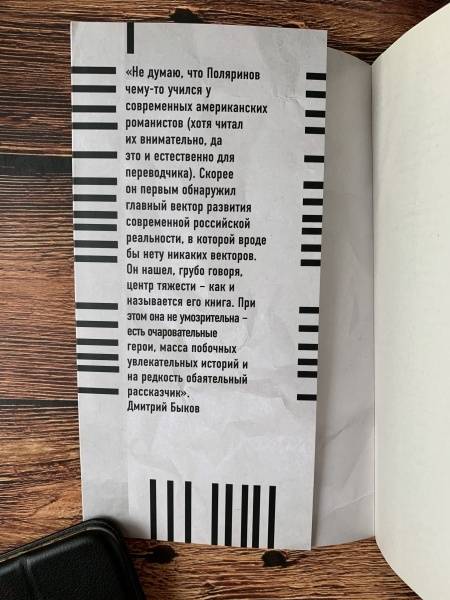 «Не думаю, что Поляринов
чему-то учился у
современных американских
романистов (хотя читал
их внимательно, да
это и естественно для
переводчика). Скорее
он первым обнаружил
главный вектор развития
современной российской
реальности, в которой вроде
бы нету никаких векторов.
Он нашел, грубо говоря,
центр тяжести – как и
называется его книга. При
этом она не умозрительна –
есть очаровательные
герои, масса побочных
увлекательных историй и
на редкость обаятельный
рассказчик».
Дмитрий Быков